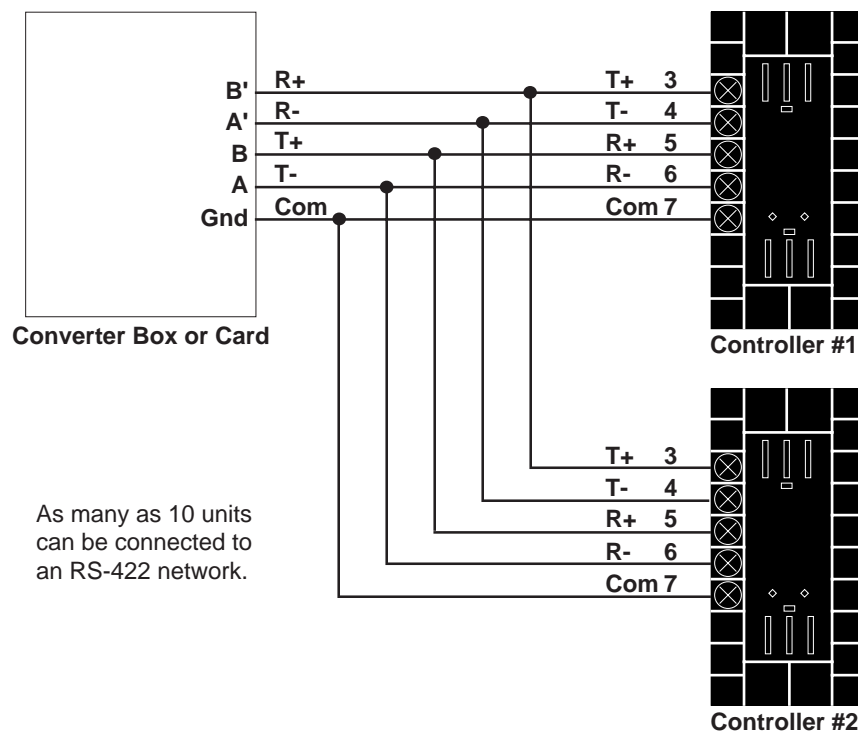 B' R+ T+ 3
A' R- T- 4
B T+ R+ 5
A T- R- 6
Gnd Com Com 7
Converter Box or Card
Controller #1
T+ 3
T- 4
R+ 5
R- 6
Com 7
As many as 10 units
can be connected to
an RS-422 network.
Controller #2